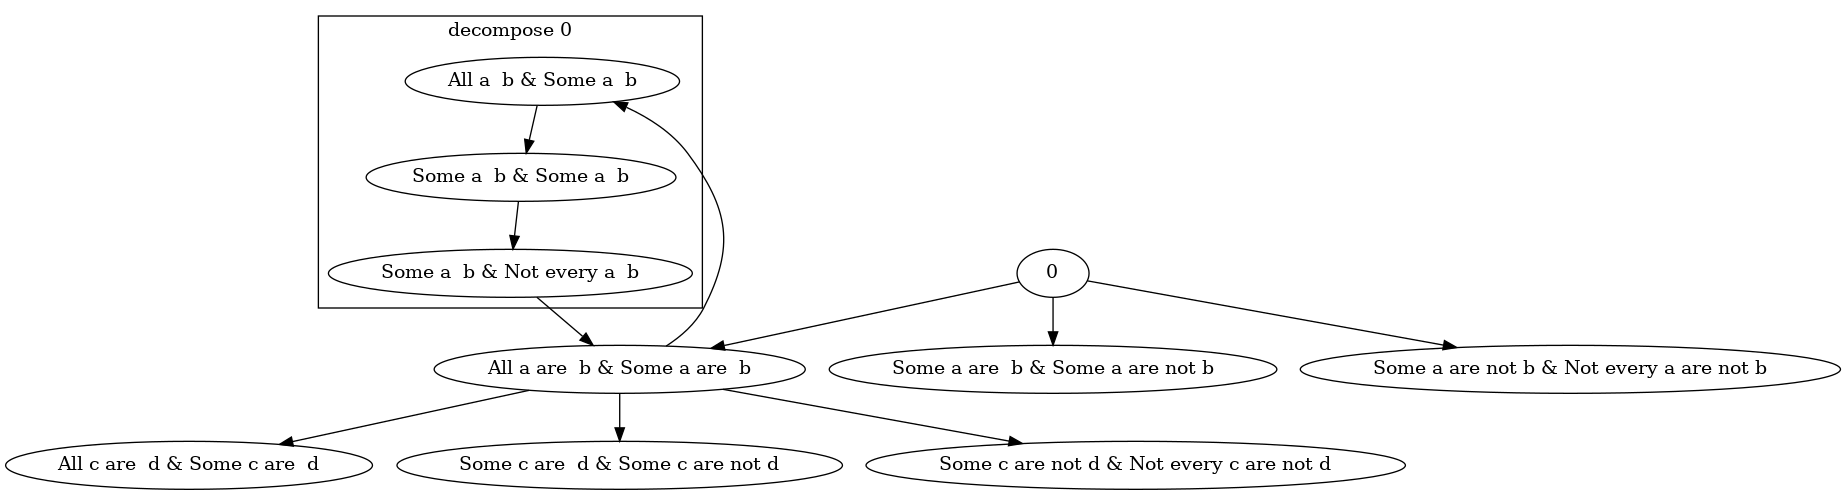 decompose 0
All a  b & Some a  b
Some a  b & Some a  b
Some a  b & Not every a  b
0
All a are  b & Some a are  b
Some a are  b & Some a are not b
Some a are not b & Not every a are not b
All c are  d & Some c are  d
Some c are  d & Some c are not d
Some c are not d & Not every c are not d